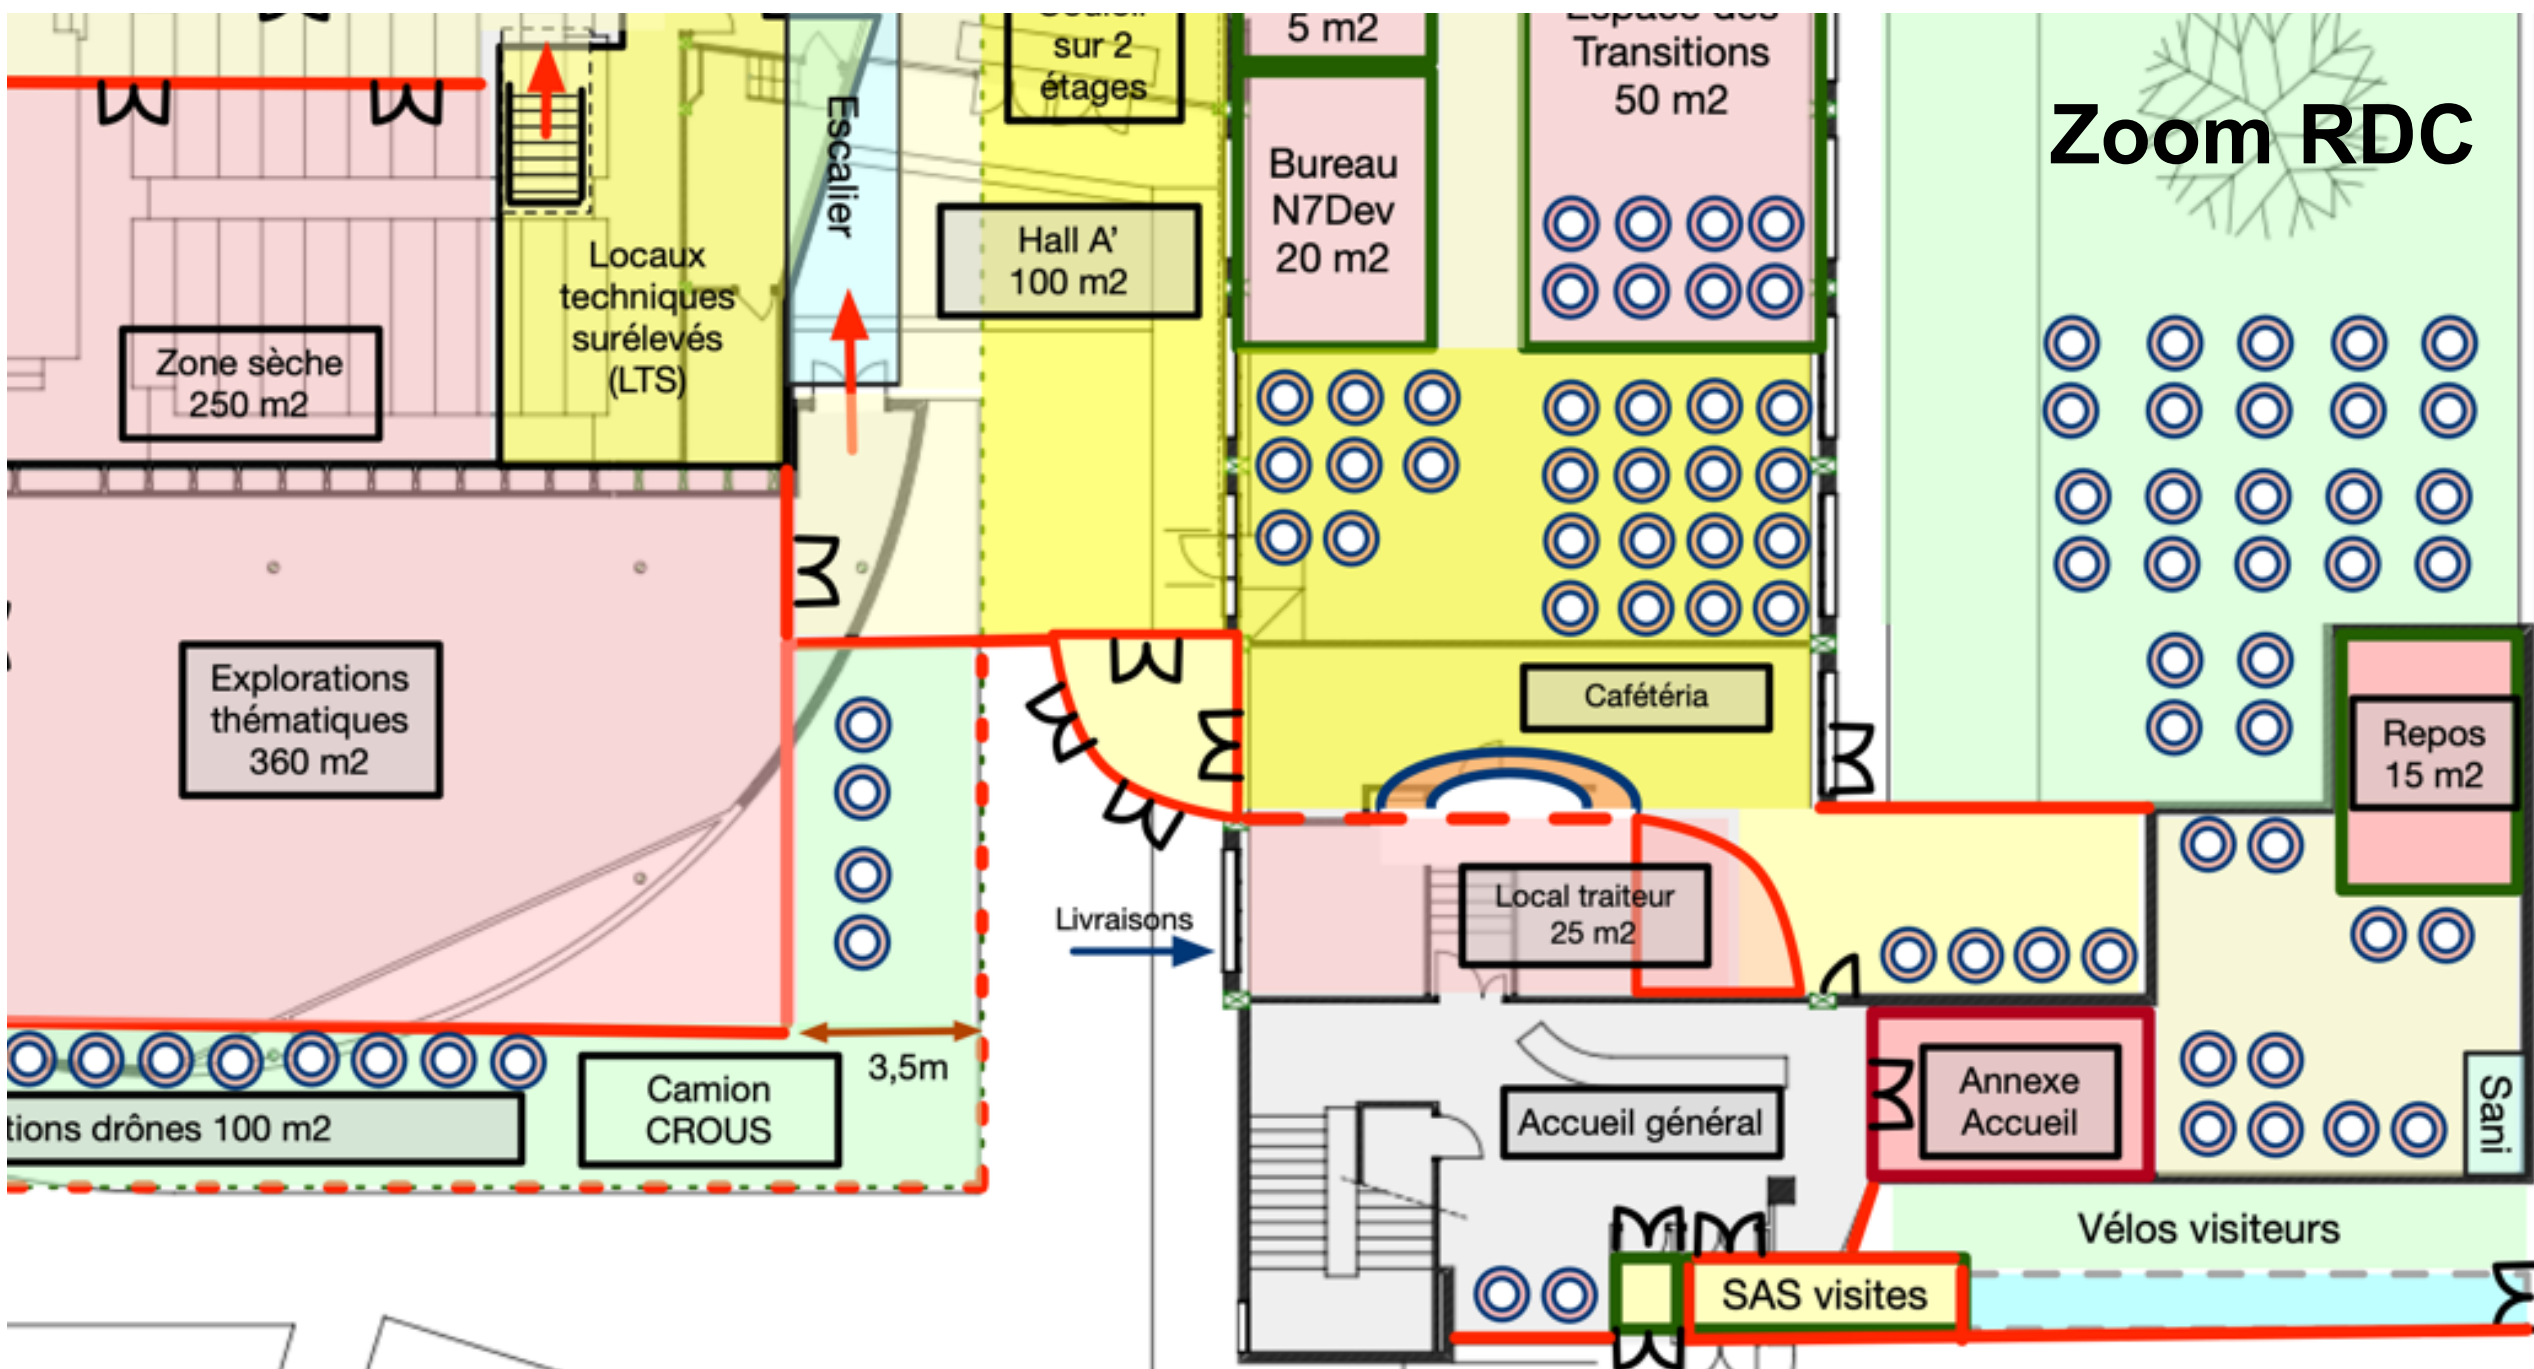 sur 2
étages
5 m2
Transitions
50 m2
Zoom RDC
Escalier
Bureau
N7Dev
20 m2
Hall A’
100 m2
Locaux
techniques
surélevés
(LTS)
Zone sèche
250 m2
Explorations
thématiques
360 m2
Cafétéria
Repos
15 m2
Local traiteur
25 m2
Livraisons
3,5m
Camion
CROUS
tions drônes 100 m2
Accueil général
Annexe
Accueil
Sani
Vélos visiteurs
SAS visites